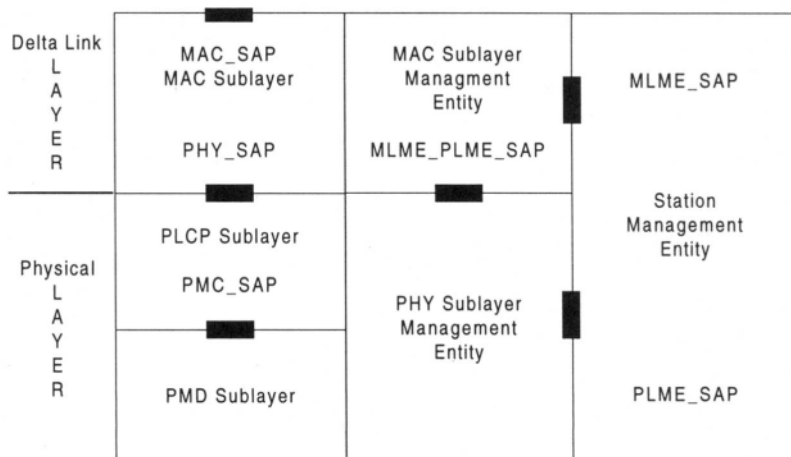 Delta Link
L
A
Y
E
R
MAC_SAP
MAC Sublayer
PHY_SAP
MAC Sublayer
Managment
Entity
MLME_PLME_SAP
MLME_SAP
Physical
L
A
Y
E
R
PLCP Sublayer
PMC_SAP
PMD Sublayer
PHY Sublayer
Management
Entity
Station
Management
Entity
PLME_SAP